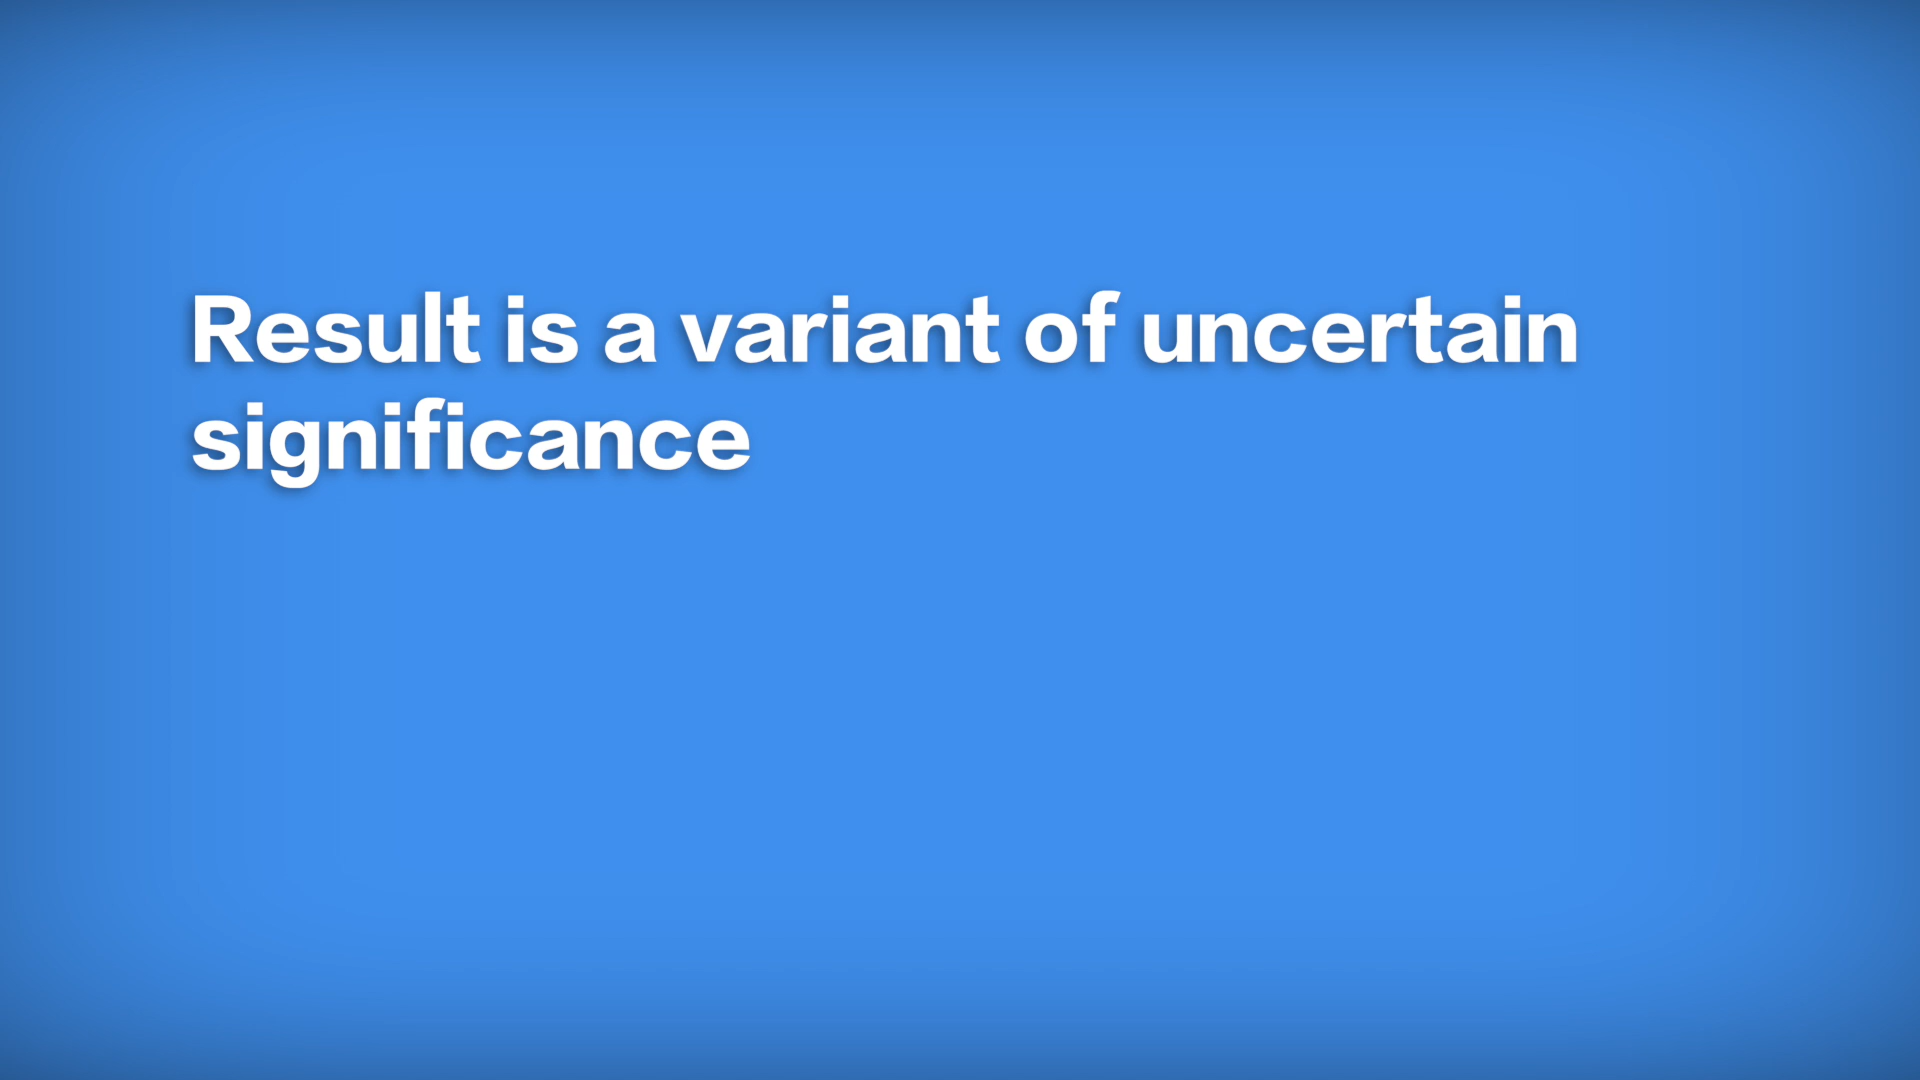 Result is a variant of uncertain
significance